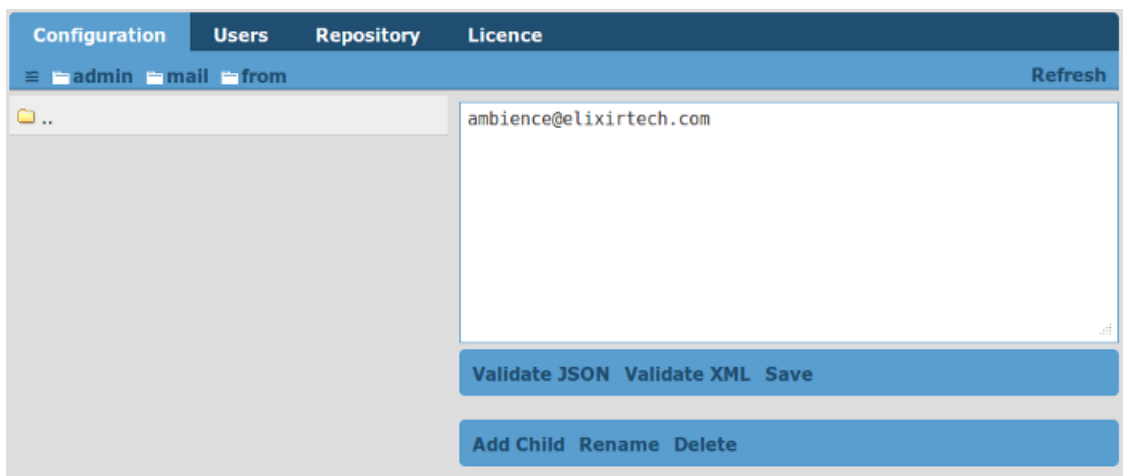 Configuration Users Repository Licence
admin mail from Refresh
..
ambience@elixirtech.com
Validate JSON Validate XML Save
Add Child Rename Delete